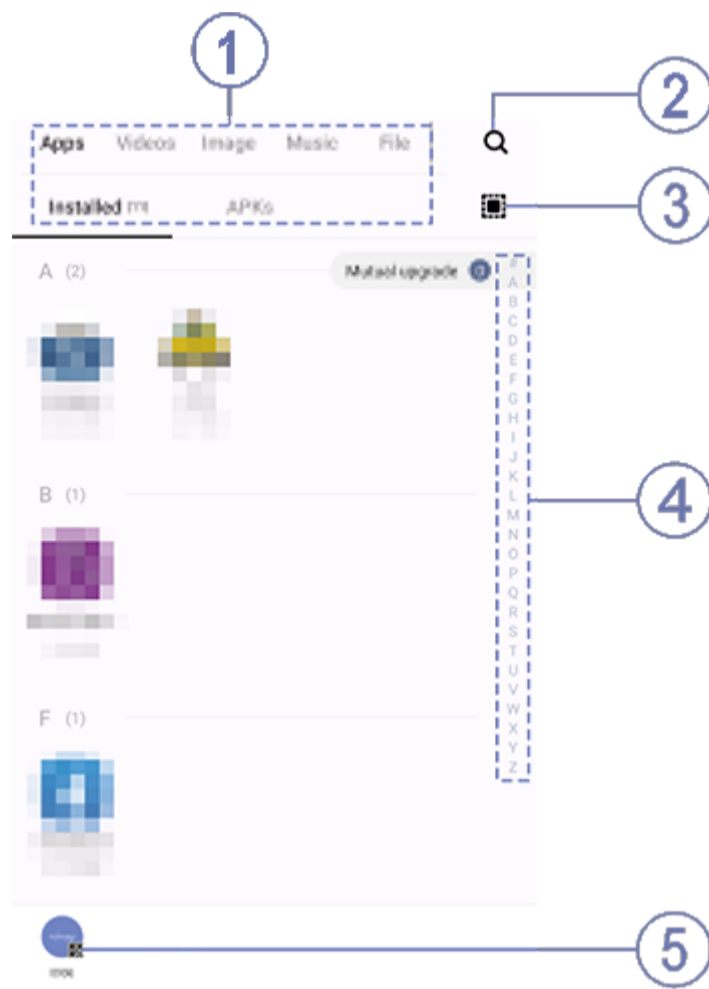 1
2
Apps Videos Image Music File
3
Installed APKs
A (2)
Mutual upgrade
#
A
B
C
D
E
F
G
H
I
J
K
L
M
N
O
P
Q
R
S
T
U
V
W
X
Y
Z
4
B (1)
F (1)
5